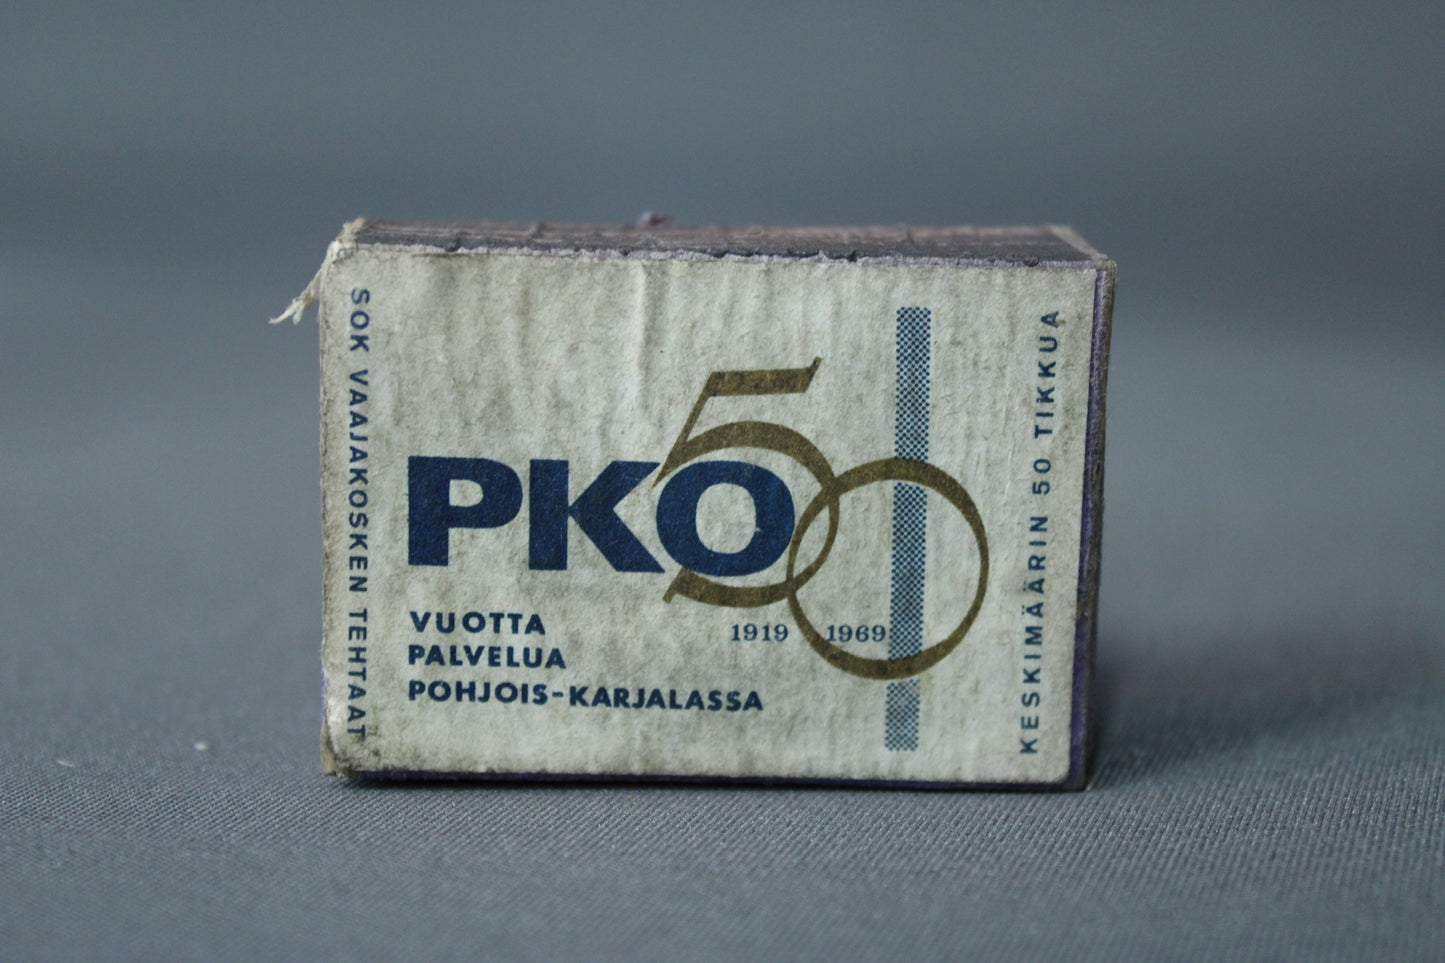 SOK VAAJAKOSKEN TEHTAAT
PKO 50
VUOTTA
PALVELUA
POHJOIS-KARJALASSA
1919 1969
KESKIMÄÄRIN 50 TIKKUA